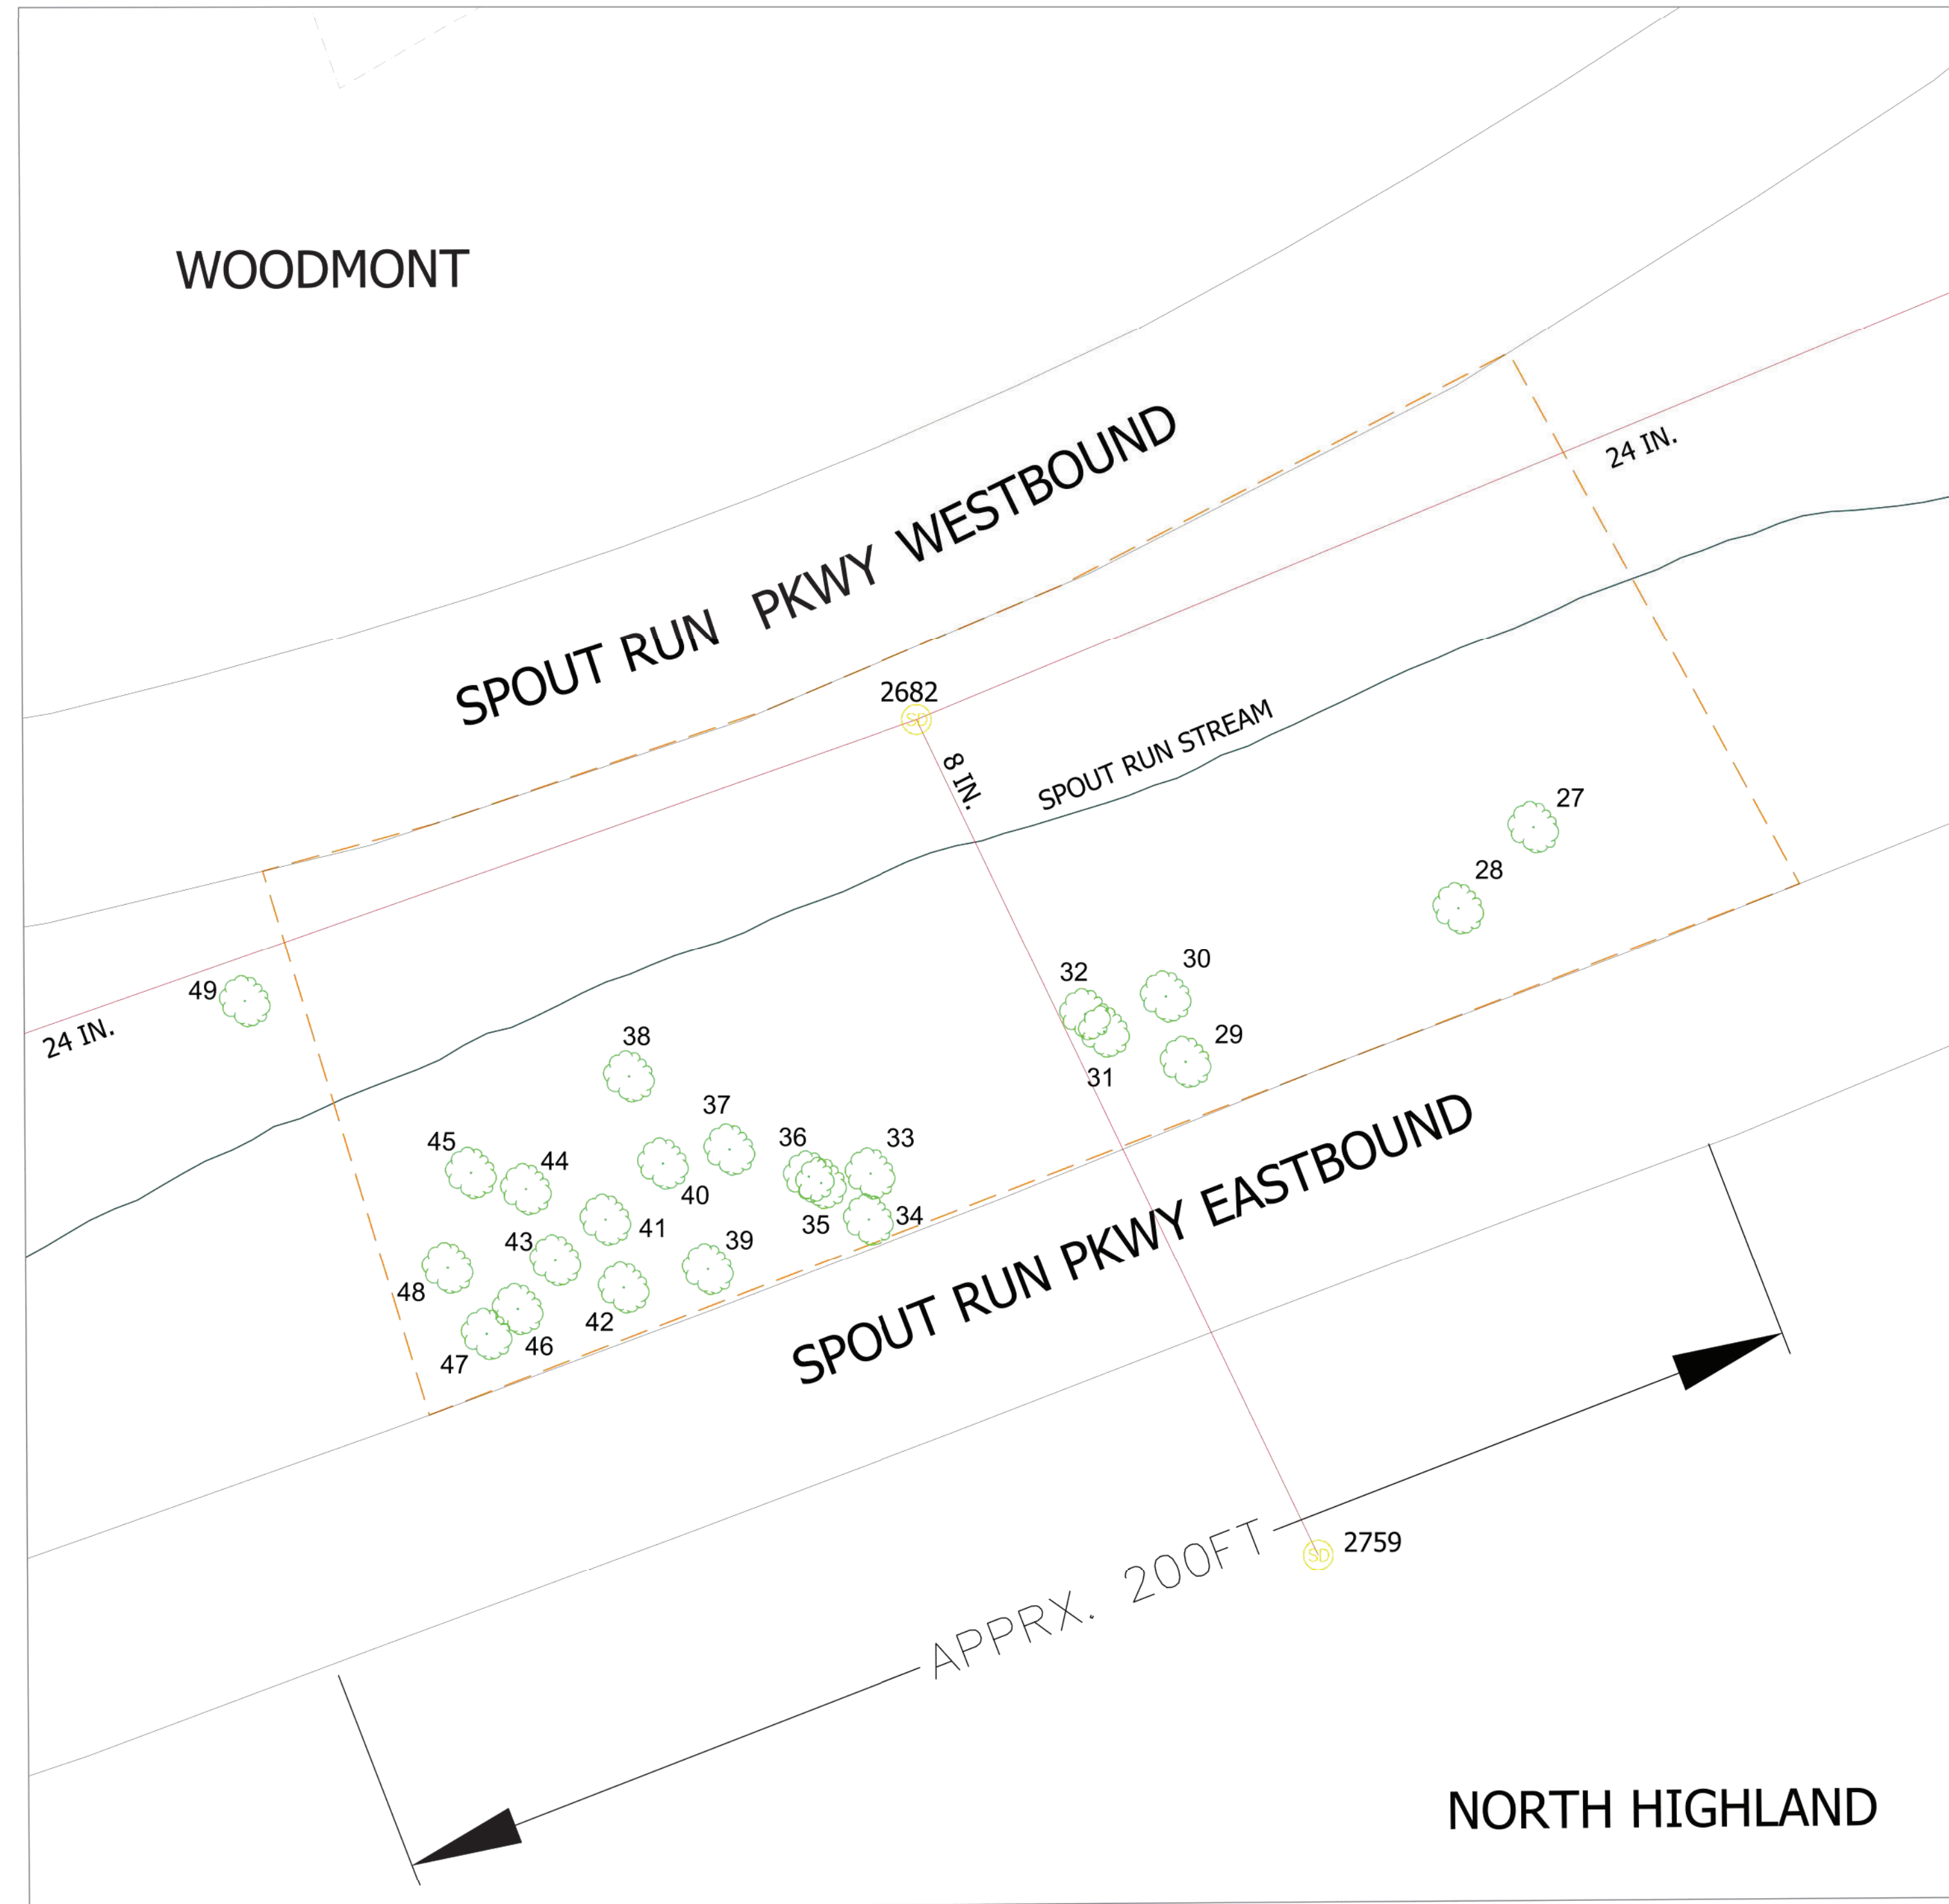 WOODMONT
SPOUT RUN PKWY WESTBOUND
24 IN.
2682
SD
8 IN.
SPOUT RUN STREAM
27
28
32
30
49
24 IN.
29
38
31
37
45
36
33
44
40
35
34
41
43
39
48
42
46
47
SPOUT RUN PKWY EASTBOUND
2759
SD
APPRX. 200FT
NORTH HIGHLAND